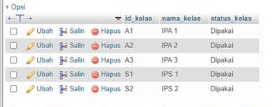 + Opsi
←T→ id_kelas nama_kelas status_kelas
Ubah Salin Hapus A1 IPA 1 Dipakai
Ubah Salin Hapus A2 IPA 2 Dipakai
Ubah Salin Hapus A3 IPA 3 Dipakai
Ubah Salin Hapus S1 IPS 1 Dipakai
Ubah Salin Hapus S2 IPS 2 Dipakai